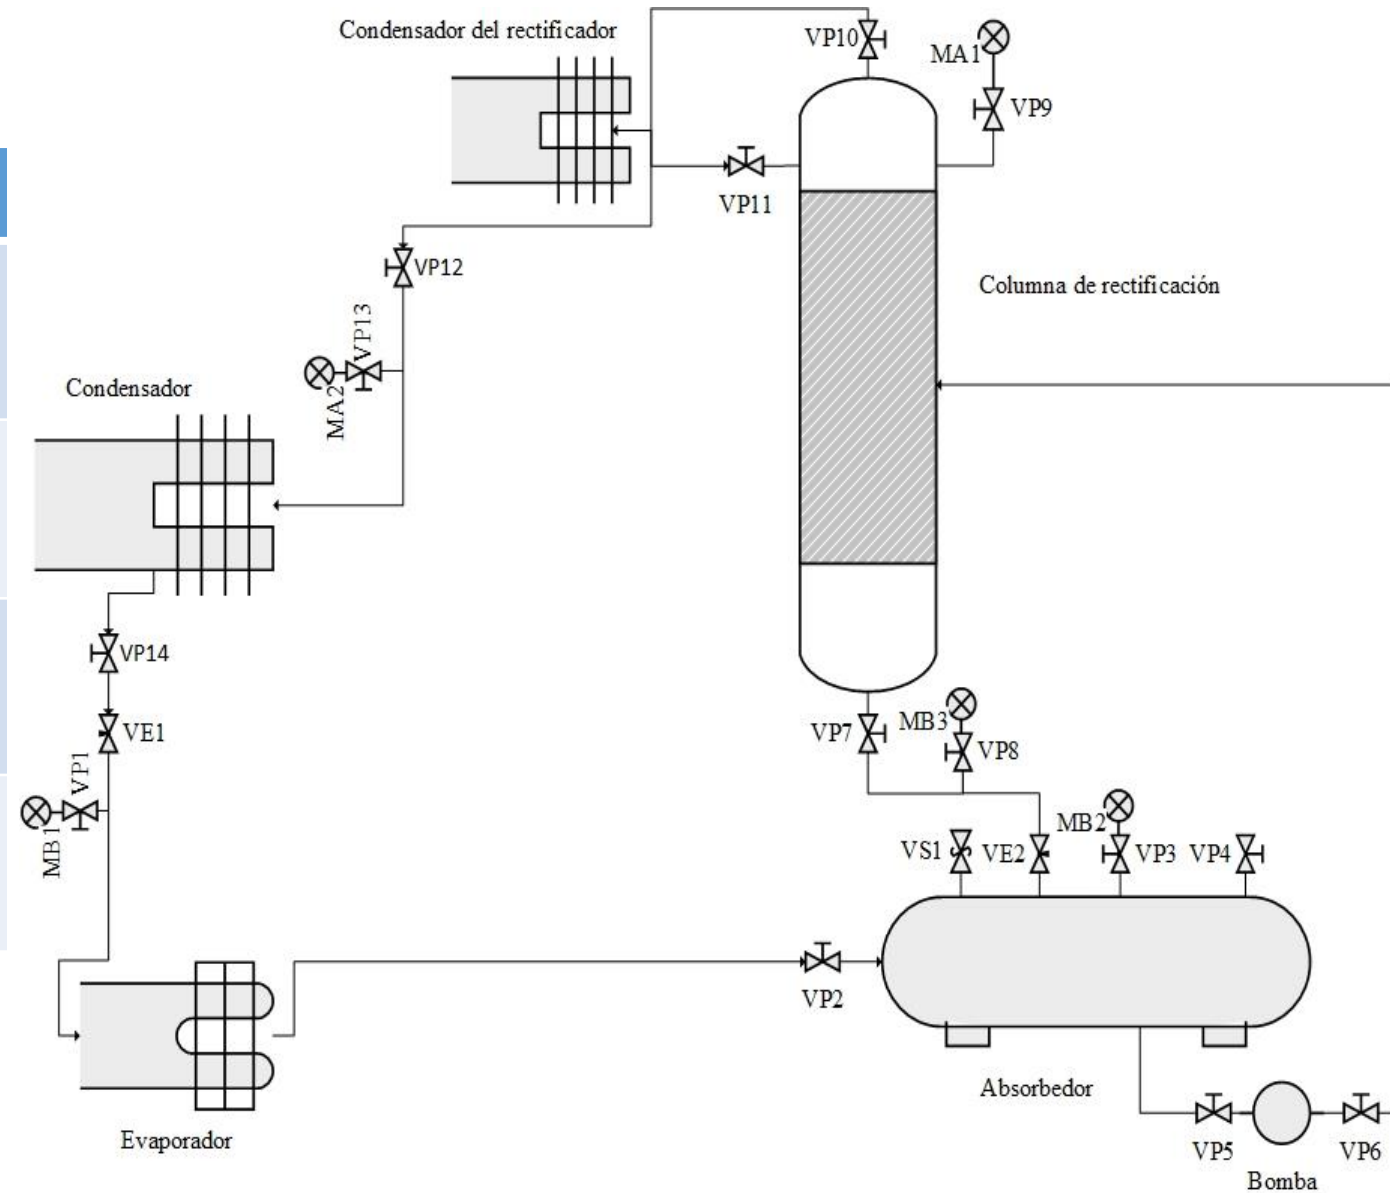 Condensador del rectificador
VP10
MA1
VP9
VP11
VP12
Columna de rectificación
VP13
MA2
Condensador
VP14
VE1
VP1
MB1
VP7
MB3
VP8
VS1
VE2
MB2
VP3
VP4
VP2
Absorbedor
Evaporador
VP5
VP6
Bomba